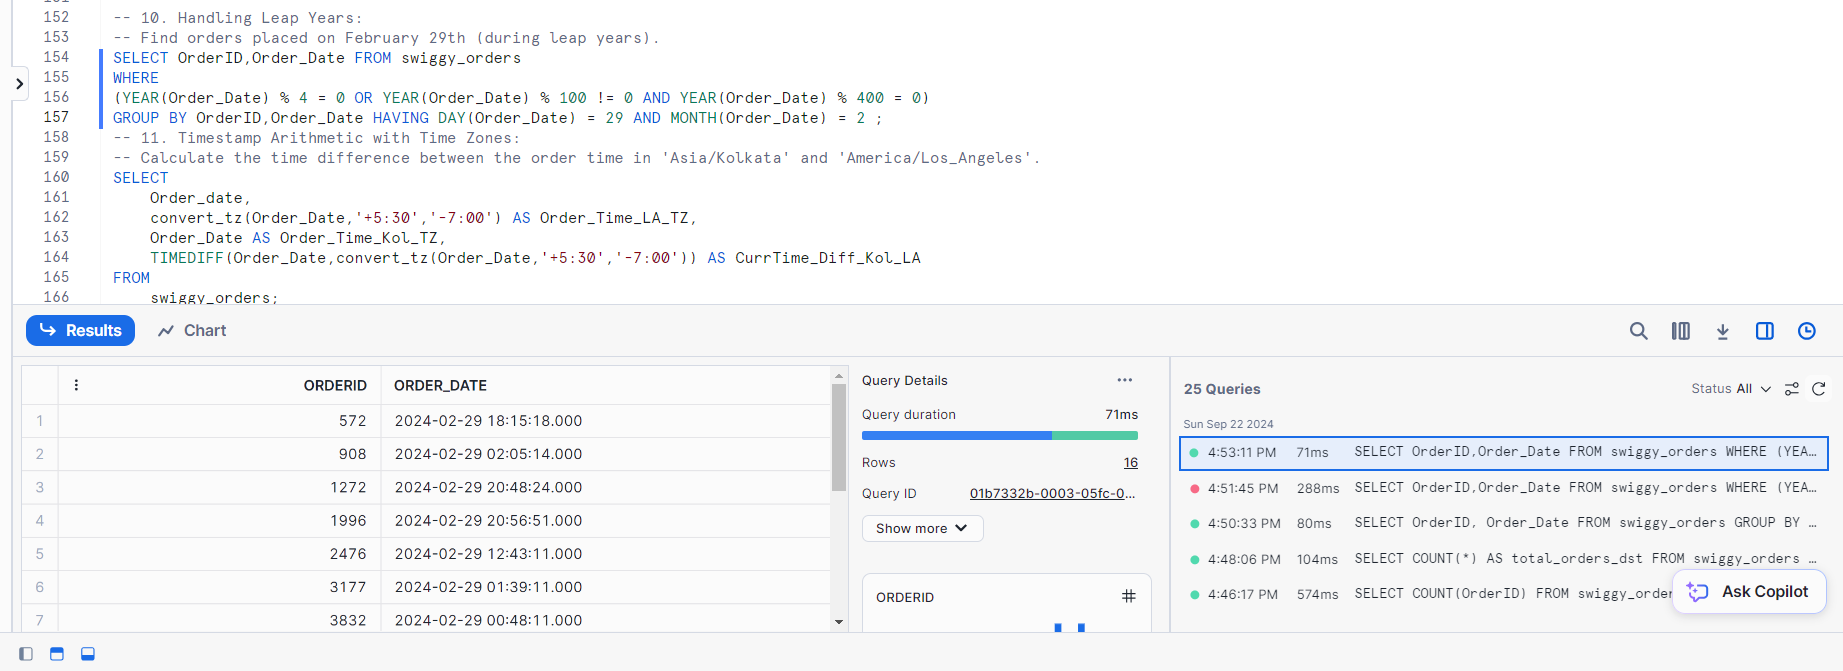 152 -- 10. Handling Leap Years:
153 -- Find orders placed on February 29th (during leap years).
154 SELECT OrderID,Order_Date FROM swiggy_orders
155 WHERE
156 (YEAR(Order_Date) % 4 = 0 OR YEAR(Order_Date) % 100 != 0 AND YEAR(Order_Date) % 400 = 0)
157 GROUP BY OrderID,Order_Date HAVING DAY(Order_Date) = 29 AND MONTH(Order_Date) = 2 ;
158 -- 11. Timestamp Arithmetic with Time Zones:
159 -- Calculate the time difference between the order time in 'Asia/Kolkata' and 'America/Los_Angeles'.
160 SELECT
161 Order_date,
162 convert_tz(Order_Date,'+5:30','-7:00') AS Order_Time_LA_TZ,
163 Order_Date AS Order_Time_Kol_TZ,
164 TIMEDIFF(Order_Date,convert_tz(Order_Date,'+5:30','-7:00')) AS CurrTime_Diff_Kol_LA
165 FROM
166 swiggy_orders;
Results Chart
ORDERID ORDER_DATE
1 572 2024-02-29 18:15:18.000
2 908 2024-02-29 02:05:14.000
3 1272 2024-02-29 20:48:24.000
4 1996 2024-02-29 20:56:51.000
5 2476 2024-02-29 12:43:11.000
6 3177 2024-02-29 01:39:11.000
7 3832 2024-02-29 00:48:11.000
Query Details
Query duration 71ms
Rows 16
Query ID 01b7332b-0003-05fc-0...
Show more
ORDERID
25 Queries Status All
Sun Sep 22 2024
4:53:11 PM 71ms SELECT OrderID,Order_Date FROM swiggy_orders WHERE (YEA...
4:51:45 PM 288ms SELECT OrderID,Order_Date FROM swiggy_orders WHERE (YEA...
4:50:33 PM 80ms SELECT OrderID, Order_Date FROM swiggy_orders GROUP BY ...
4:48:06 PM 104ms SELECT COUNT(*) AS total_orders_dst FROM swiggy_orders ...
4:46:17 PM 574ms SELECT COUNT(OrderID) FROM swiggy_order
Ask Copilot